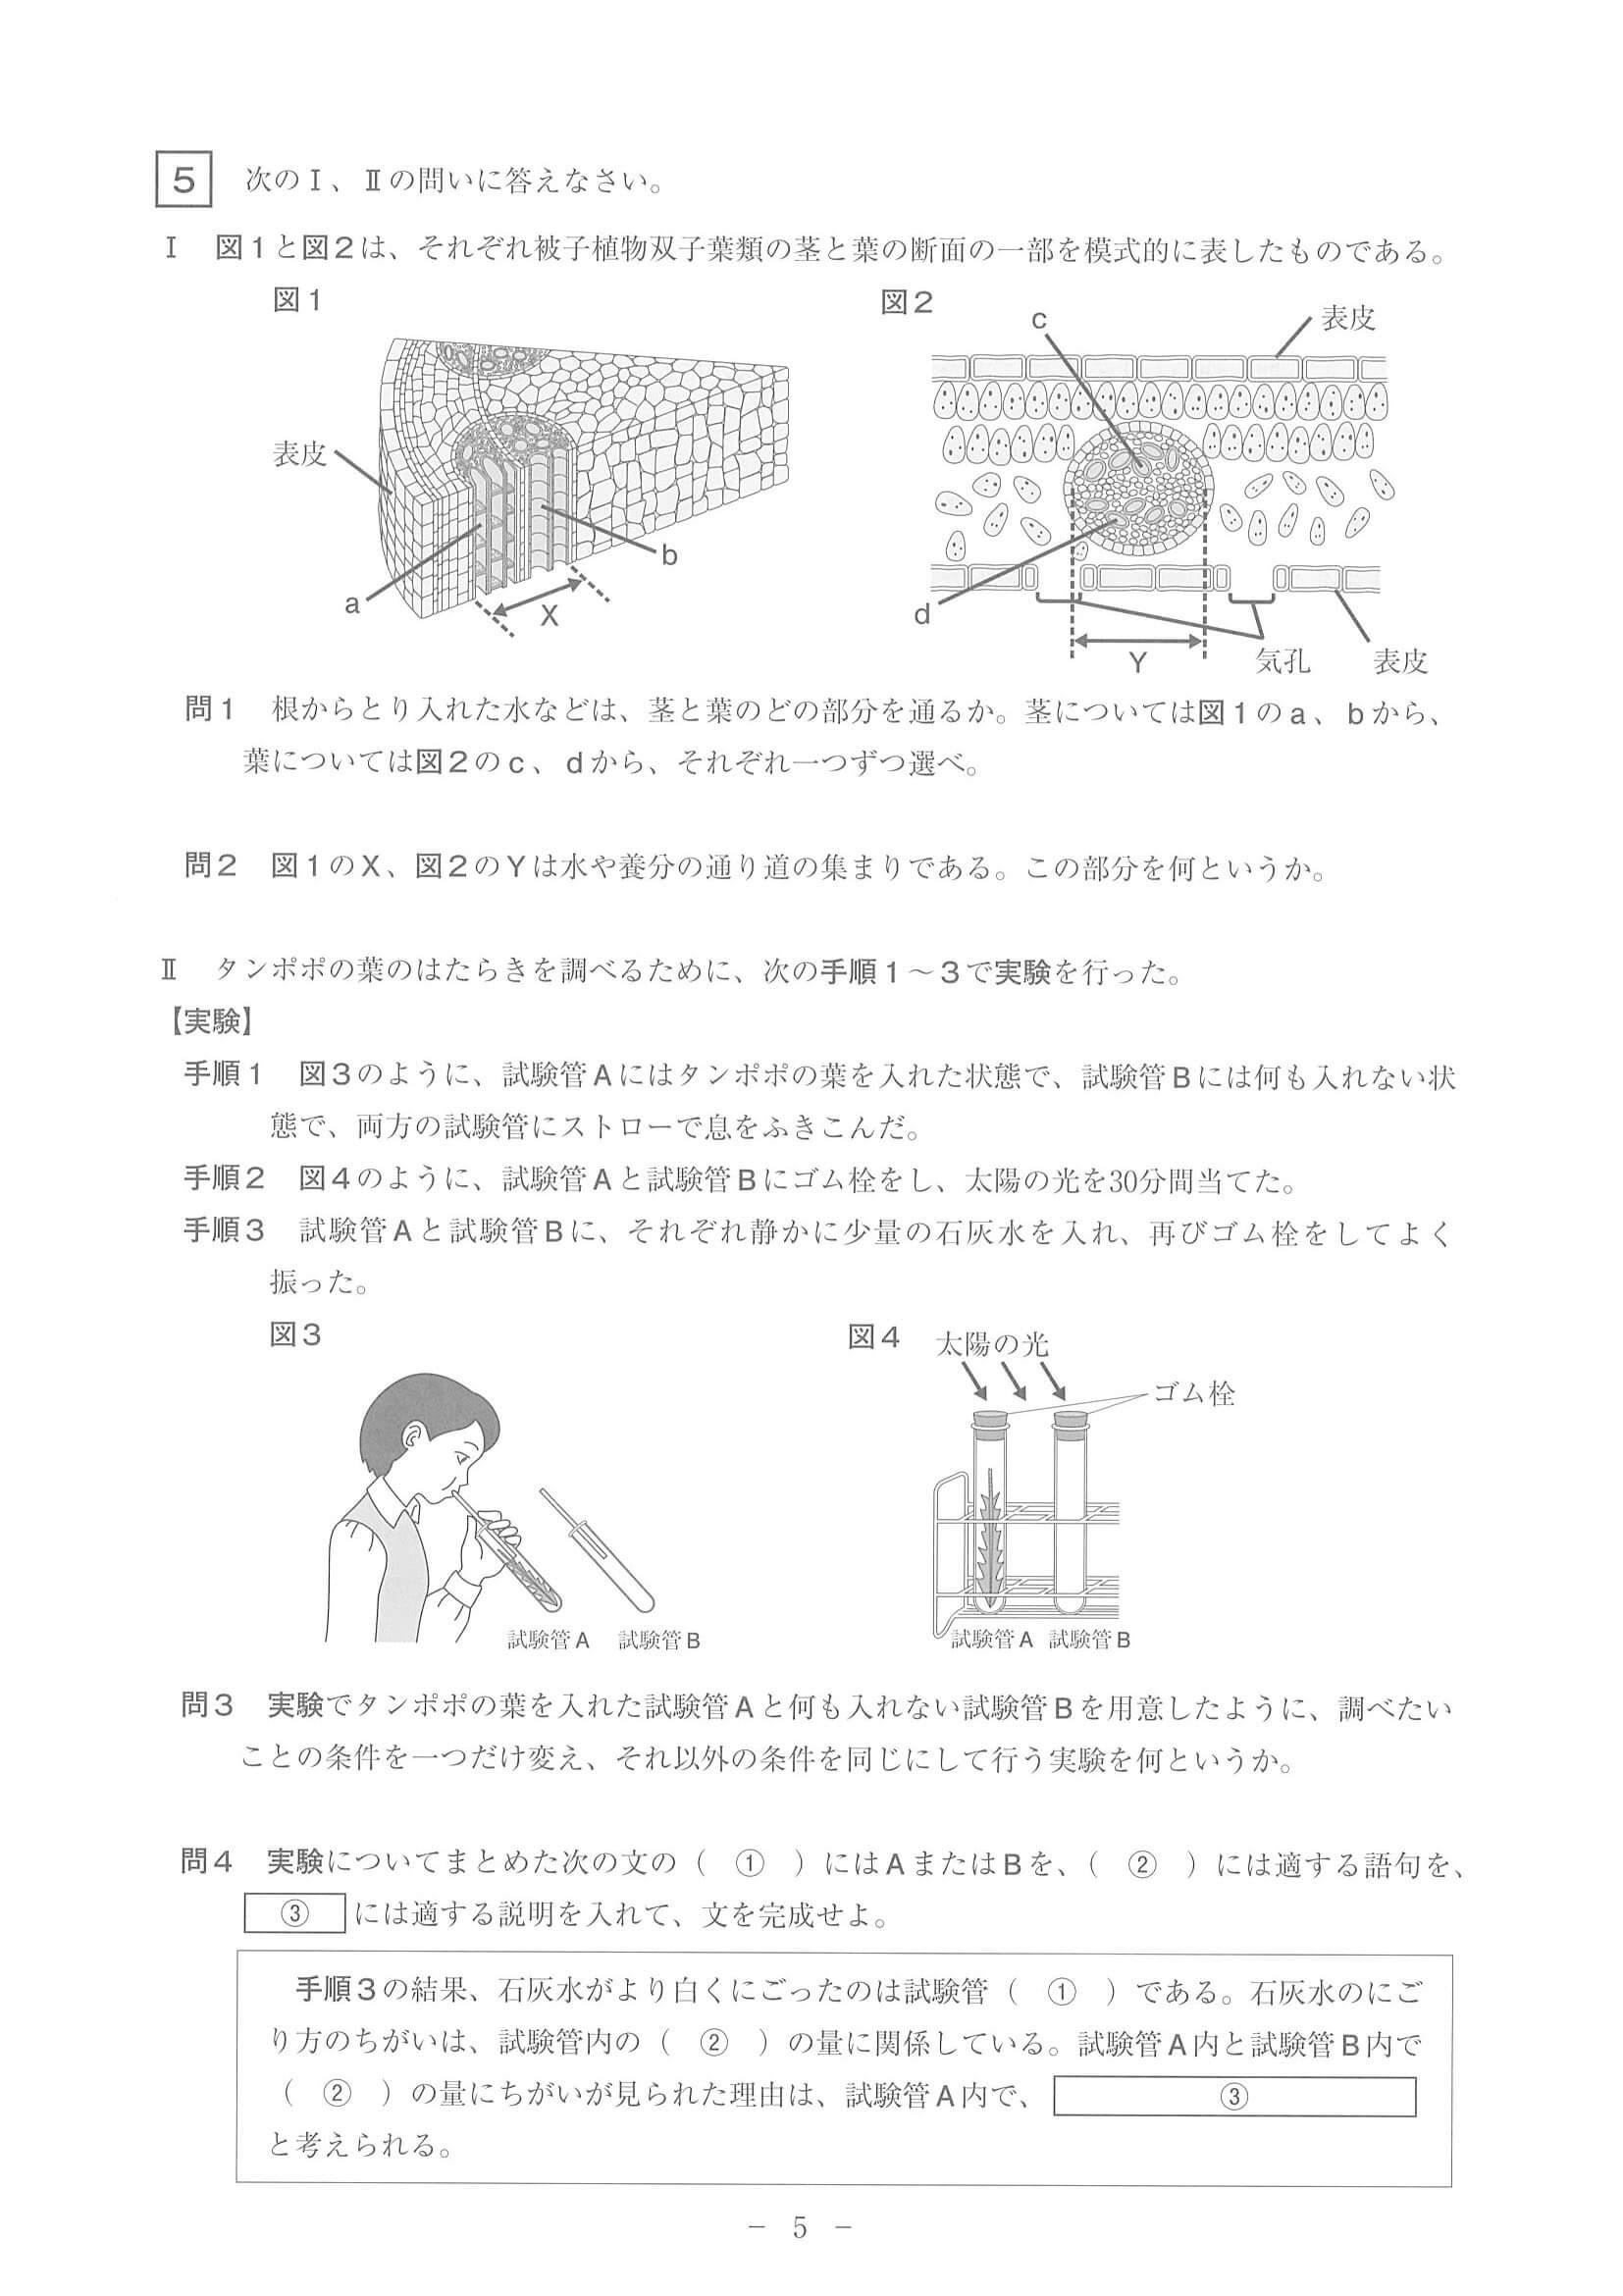 5 次のⅠ、Ⅱの問いに答えなさい。
Ⅰ 図1と図2は、それぞれ被子植物双子葉類の茎と葉の断面の一部を模式的に表したものである。
図1
図2
表皮
a
b
X
c
表皮
d
Y
気孔
表皮
問1 根からとり入れた水などは、茎と葉のどの部分を通るか。茎については図1のa、bから、
葉については図2のc、dから、それぞれ一つずつ選べ。
問2 図1のX、図2のYは水や養分の通り道の集まりである。この部分を何というか。
Ⅱ タンポポの葉のはたらきを調べるために、次の手順1～3で実験を行った。
【実験】
手順1 図3のように、試験管Aにはタンポポの葉を入れた状態で、試験管Bには何も入れない状
態で、両方の試験管にストローで息をふきこんだ。
手順2 図4のように、試験管Aと試験管Bにゴム栓をし、太陽の光を30分間当てた。
手順3 試験管Aと試験管Bに、それぞれ静かに少量の石灰水を入れ、再びゴム栓をしてよく
振った。
図3
図4
太陽の光
ゴム栓
試験管A 試験管B
試験管A 試験管B
問3 実験でタンポポの葉を入れた試験管Aと何も入れない試験管Bを用意したように、調べたい
ことの条件を一つだけ変え、それ以外の条件を同じにして行う実験を何というか。
問4 実験についてまとめた次の文の（ ① ）にはAまたはBを、（ ② ）には適する語句を、
③ には適する説明を入れて、文を完成せよ。
手順3の結果、石灰水がより白くにごったのは試験管（ ① ）である。石灰水のにご
り方のちがいは、試験管内の（ ② ）の量に関係している。試験管A内と試験管B内で
（ ② ）の量にちがいが見られた理由は、試験管A内で、 ③
と考えられる。
－ 5 －